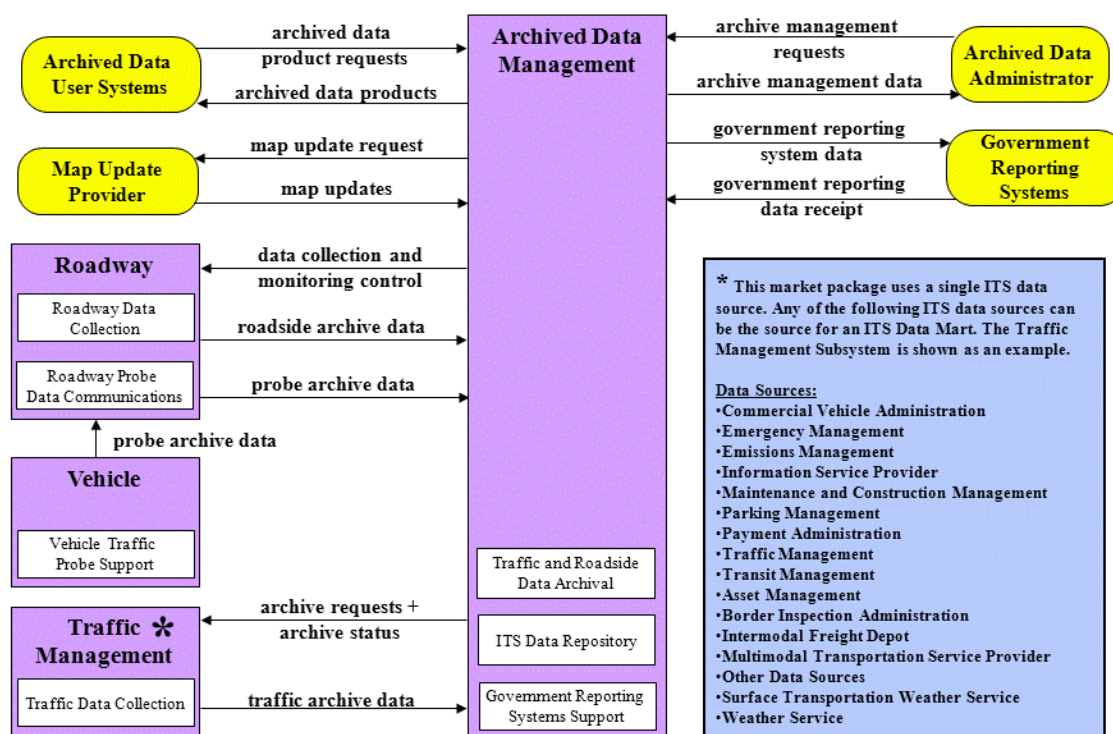 archived data
product requests
Archived Data
User Systems
archived data products
map update request
Map Update
Provider
map updates
Archived Data
Management
archive management
requests
Archived Data
Administrator
archive management data
government reporting
system data
Government
Reporting
Systems
government reporting
data receipt
Roadway
data collection and
monitoring control
Roadway Data
Collection
roadside archive data
Roadway Probe
Data Communications
probe archive data
probe archive data
Vehicle
Vehicle Traffic
Probe Support
Traffic *
Management
archive requests +
archive status
Traffic Data Collection
traffic archive data
Traffic and Roadside
Data Archival
ITS Data Repository
Government Reporting
Systems Support
* This market package uses a single ITS data
source. Any of the following ITS data sources can
be the source for an ITS Data Mart. The Traffic
Management Subsystem is shown as an example.
Data Sources:
•Commercial Vehicle Administration
•Emergency Management
•Emissions Management
•Information Service Provider
•Maintenance and Construction Management
•Parking Management
•Payment Administration
•Traffic Management
•Transit Management
•Asset Management
•Border Inspection Administration
•Intermodal Freight Depot
•Multimodal Transportation Service Provider
•Other Data Sources
•Surface Transportation Weather Service
•Weather Service